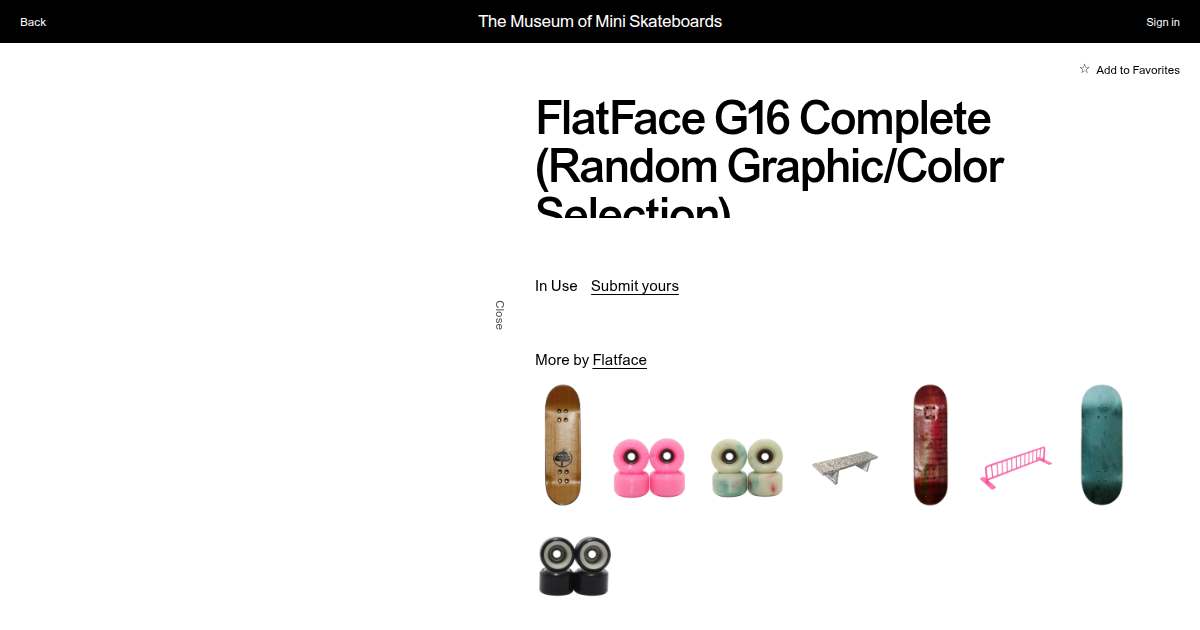 Back
The Museum of Mini Skateboards
Sign in
☆ Add to Favorites
FlatFace G16 Complete
(Random Graphic/Color
Selection)
In Use Submit yours
Close
More by Flatface